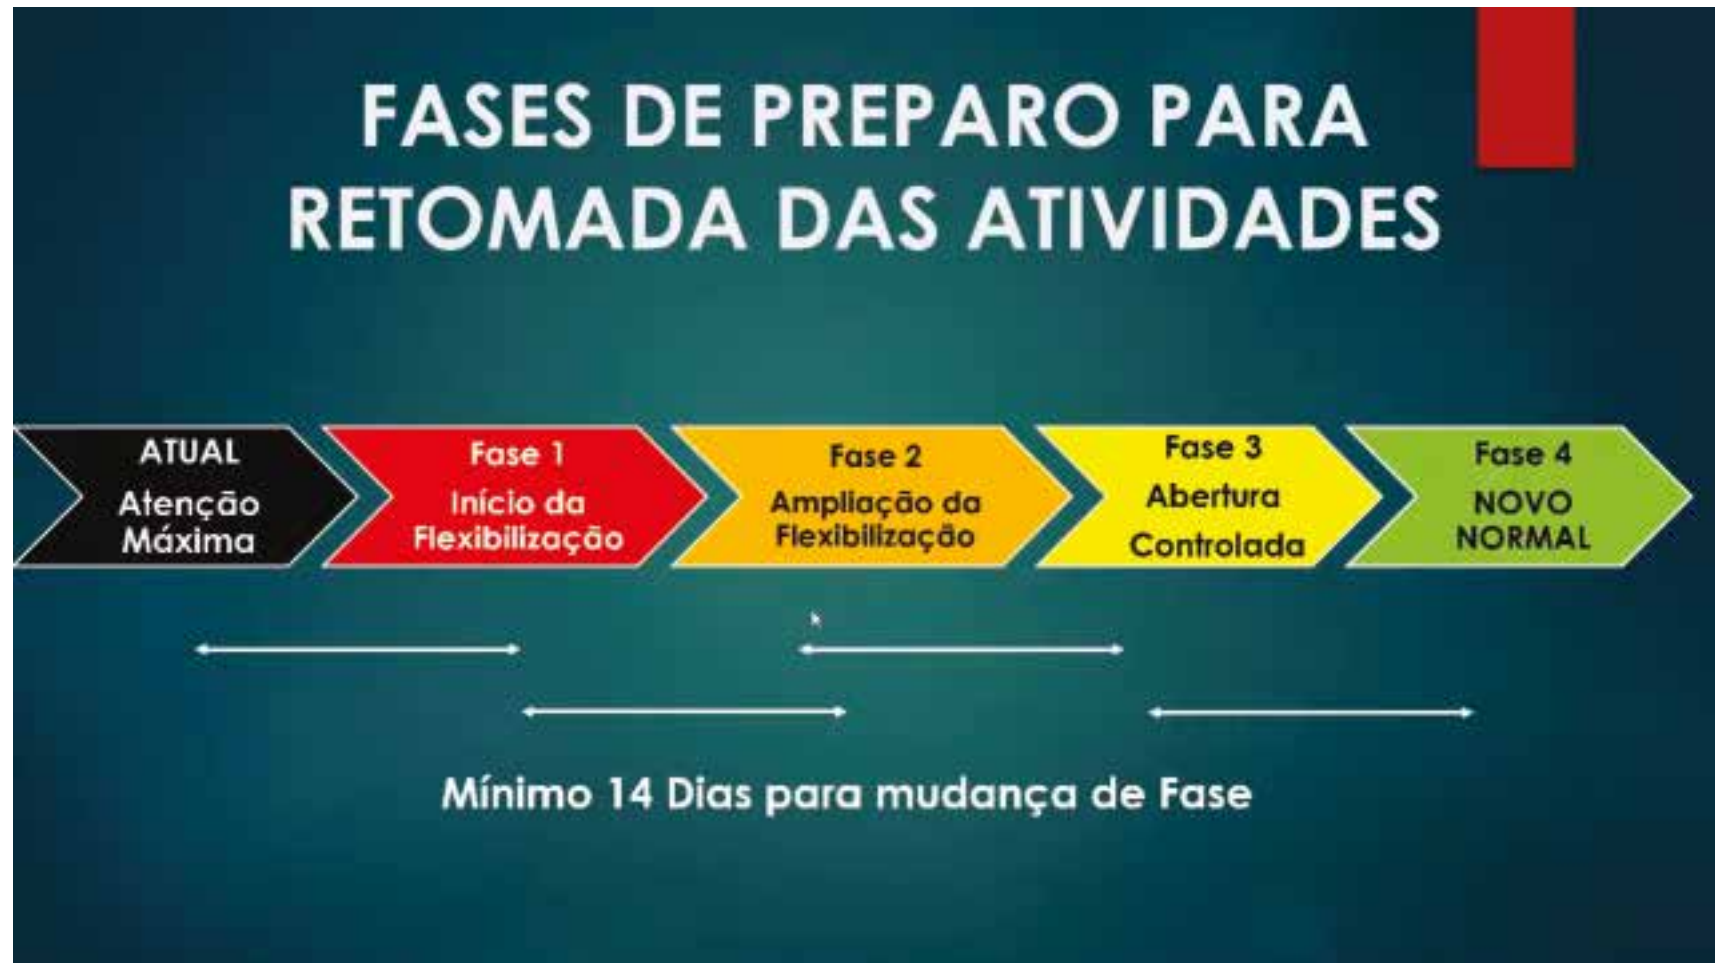 FASES DE PREPARO PARA
RETOMADA DAS ATIVIDADES
ATUAL
Atenção
Máxima
Fase 1
Início da
Flexibilização
Fase 2
Ampliação da
Flexibilização
Fase 3
Abertura
Controlada
Fase 4
NOVO
NORMAL
Mínimo 14 Dias para mudança de Fase